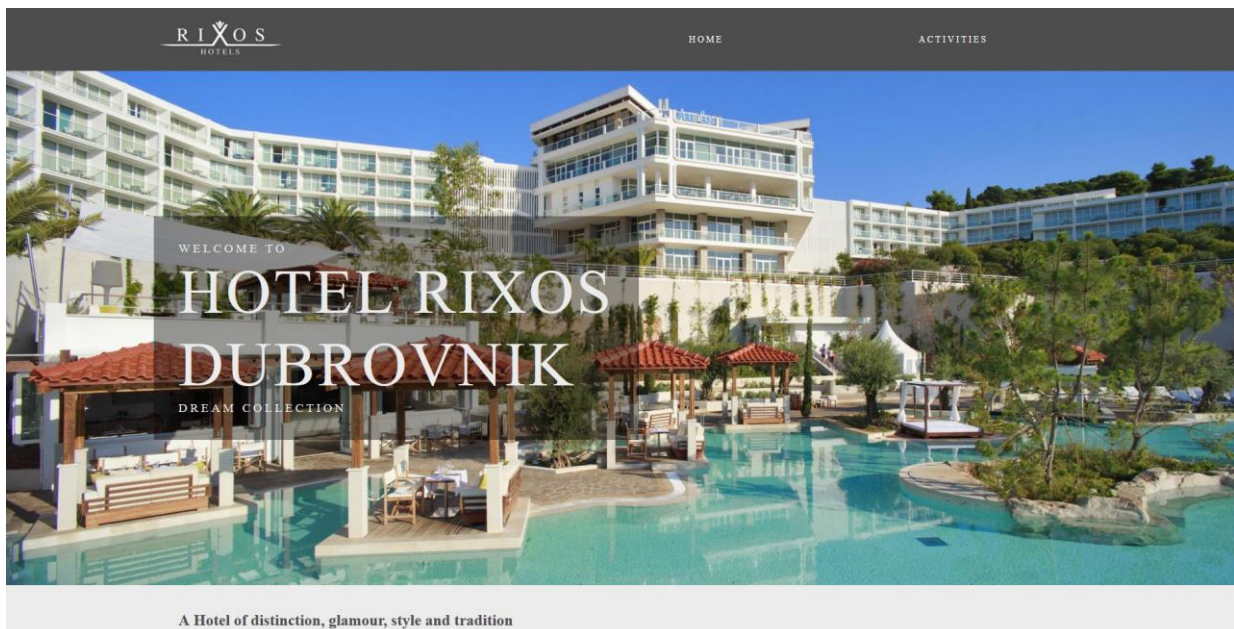 RIXOS
HOTELS
HOME
ACTIVITIES
WELCOME TO
HOTEL RIXOS
DUBROVNIK
DREAM COLLECTION
A Hotel of distinction, glamour, style and tradition